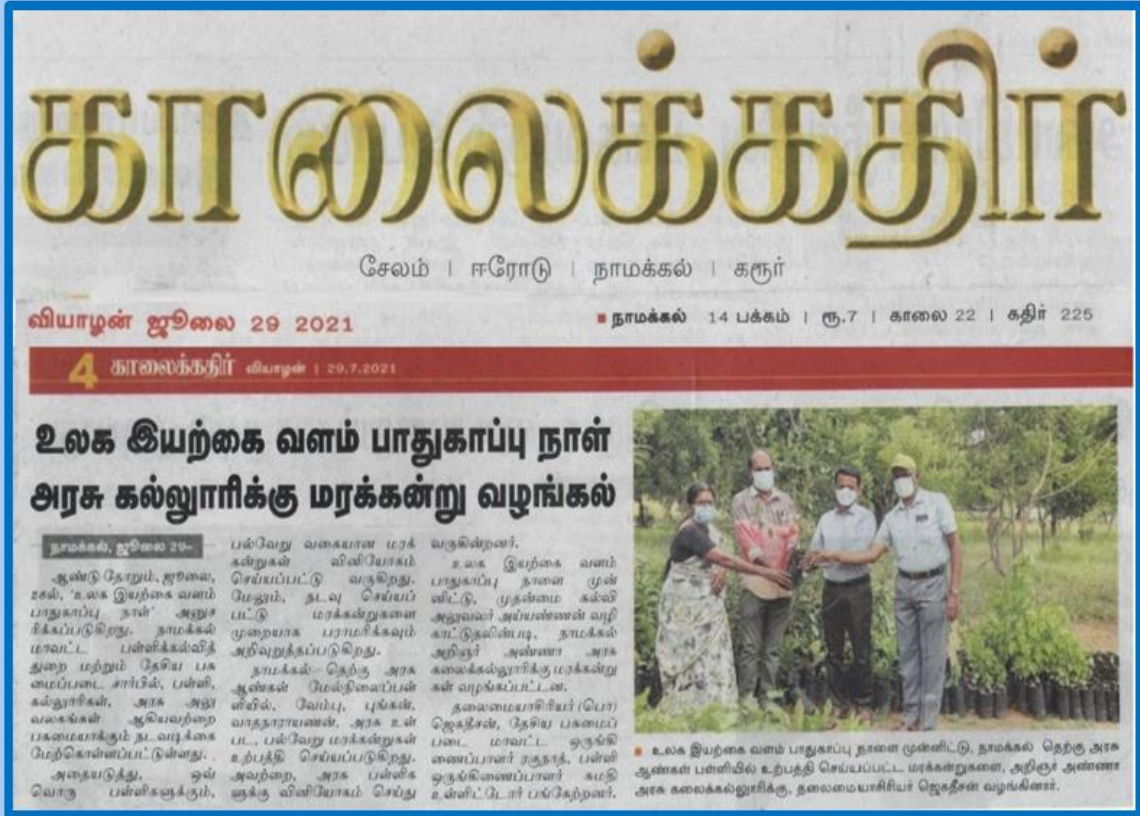 காலைக்கதிர்
சேலம் | ஈரோடு | நாமக்கல் | கரூர்
வியாழன் ஜூலை 29 2021
■ நாமக்கல் 14 பக்கம் | ரூ.7 | காலை 22 | கதிர் 225
4 காலைக்கதிர் வியாழன் | 29.7.2021
உலக இயற்கை வளம் பாதுகாப்பு நாள்
அரசு கல்லூரிக்கு மரக்கன்று வழங்கல்
நாமக்கல், ஜூலை 29–
ஆண்டு தோறும், ஜூலை,
28ல், 'உலக இயற்கை வளம்
பாதுகாப்பு நாள்' அனுச
ரிக்கப்படுகிறது. நாமக்கல்
மாவட்ட பள்ளிக்கல்வித்
துறை மற்றும் தேசிய பசு
மைப்படை சார்பில், பள்ளி,
கல்லூரிகள், அரசு அலு
வலகங்கள் ஆகியவற்றை
பசுமையாக்கும் நடவடிக்கை
மேற்கொள்ளப்பட்டுள்ளது.
அதையடுத்து, ஒவ்
வொரு பள்ளிகளுக்கும்,
பல்வேறு வகையான மரக்
கன்றுகள் வினியோகம்
செய்யப்பட்டு வருகிறது.
மேலும், நடவு செய்யப்
பட்டு மரக்கன்றுகளை
முறையாக பராமரிக்கவும்
அறிவுறுத்தப்படுகிறது.
நாமக்கல் தெற்கு அரசு
ஆண்கள் மேல்நிலைப்பள்
ளியில், வேம்பு, புங்கன்,
வாதநாராயணன், அரசு உள்
பட, பல்வேறு மரக்கன்றுகள்
உற்பத்தி செய்யப்படுகிறது.
அவற்றை, அரசு பள்ளிக
ளுக்கு வினியோகம் செய்து
வருகின்றனர்.
உலக இயற்கை வளம்
பாதுகாப்பு நாளை முன்
னிட்டு, முதன்மை கல்வி
அலுவலர் அய்யண்ணன் வழி
காட்டுதலின்படி, நாமக்கல்
அறிஞர் அண்ணா அரசு
கலைக்கல்லூரிக்கு மரக்கன்று
கள் வழங்கப்பட்டன.
தலைமையாசிரியர் (பொ)
ஜெகதீசன், தேசிய பசுமைப்
படை மாவட்ட ஒருங்கி
ணைப்பாளர் ரகுநாத், பள்ளி
ஒருங்கிணைப்பாளர் சுமதி
உள்ளிட்டோர் பங்கேற்றனர்.
■ உலக இயற்கை வளம் பாதுகாப்பு நாளை முன்னிட்டு, நாமக்கல் தெற்கு அரசு
ஆண்கள் பள்ளியில் உற்பத்தி செய்யப்பட்ட மரக்கன்றுகளை, அறிஞர் அண்ணா
அரசு கலைக்கல்லூரிக்கு, தலைமையாசிரியர் ஜெகதீசன் வழங்கினார்.